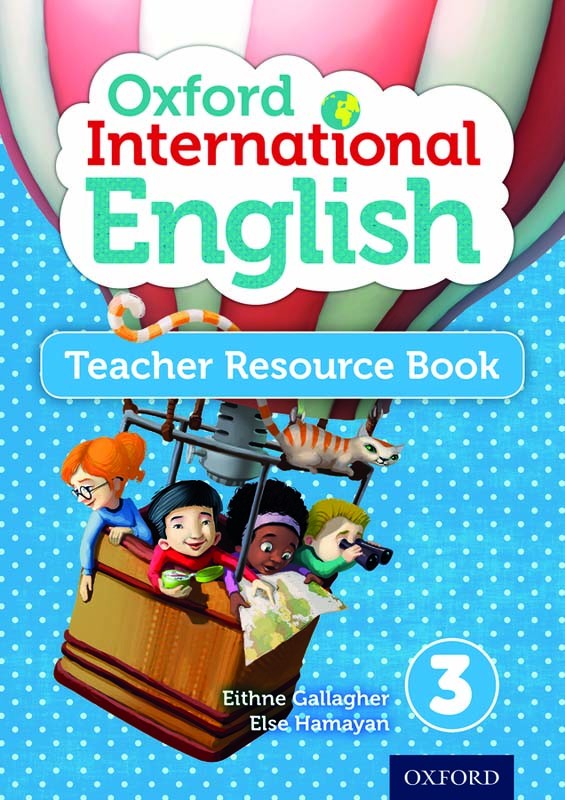 Oxford
International
English
Teacher Resource Book
Eithne Gallagher
Else Hamayan
3
OXFORD